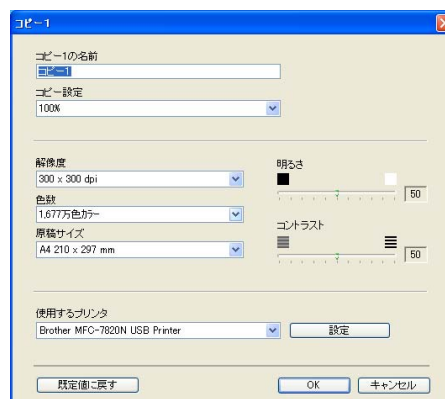 コピー1
コピー1の名前
コピー1
コピー設定
100%
解像度
300 x 300 dpi
色数
1,677万色カラー
原稿サイズ
A4 210 x 297 mm
明るさ
50
コントラスト
50
使用するプリンタ
Brother MFC-7820N USB Printer
設定
既定値に戻す
OK
キャンセル